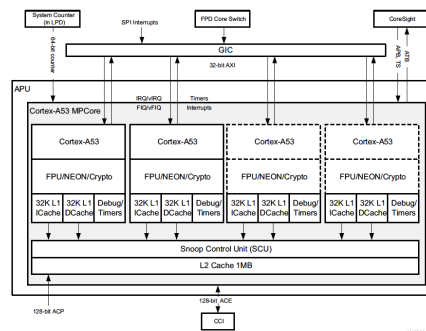 System Counter
(in LPD)
SPI Interrupts
FPD Core Switch
CoreSight
64-bit counter
GIC
32-bit AXI
APB, TS
ATB
APU
Cortex-A53 MPCore
IRQ/vIRQ
FIQ/vFIQ
Timers
Interrupts
Cortex-A53
Cortex-A53
Cortex-A53
Cortex-A53
FPU/NEON/Crypto
FPU/NEON/Crypto
FPU/NEON/Crypto
FPU/NEON/Crypto
32K L1
ICache
32K L1
DCache
Debug/
Timers
32K L1
ICache
32K L1
DCache
Debug/
Timers
32K L1
ICache
32K L1
DCache
Debug/
Timers
32K L1
ICache
32K L1
DCache
Debug/
Timers
Snoop Control Unit (SCU)
L2 Cache 1MB
128-bit ACP
128-bit ACE
CCI